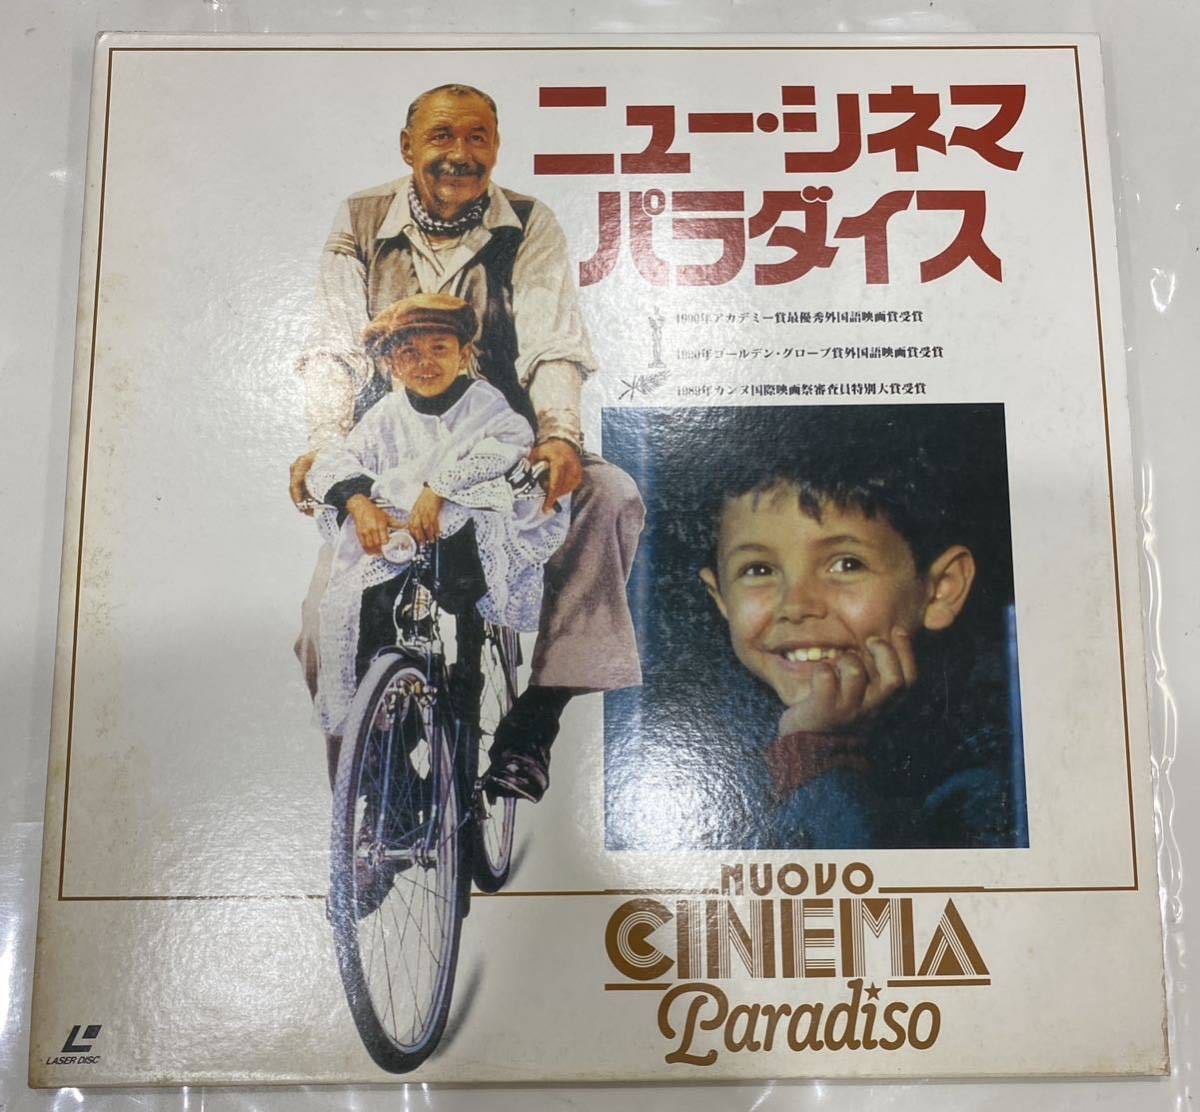 ニュー・シネマ
パラダイス
1990年アカデミー賞最優秀外国語映画賞受賞
1990年ゴールデン・グローブ賞外国語映画賞受賞
1989年カンヌ国際映画祭審査員特別大賞受賞
NUOVO
CINEMA
Paradiso
LASER DISC